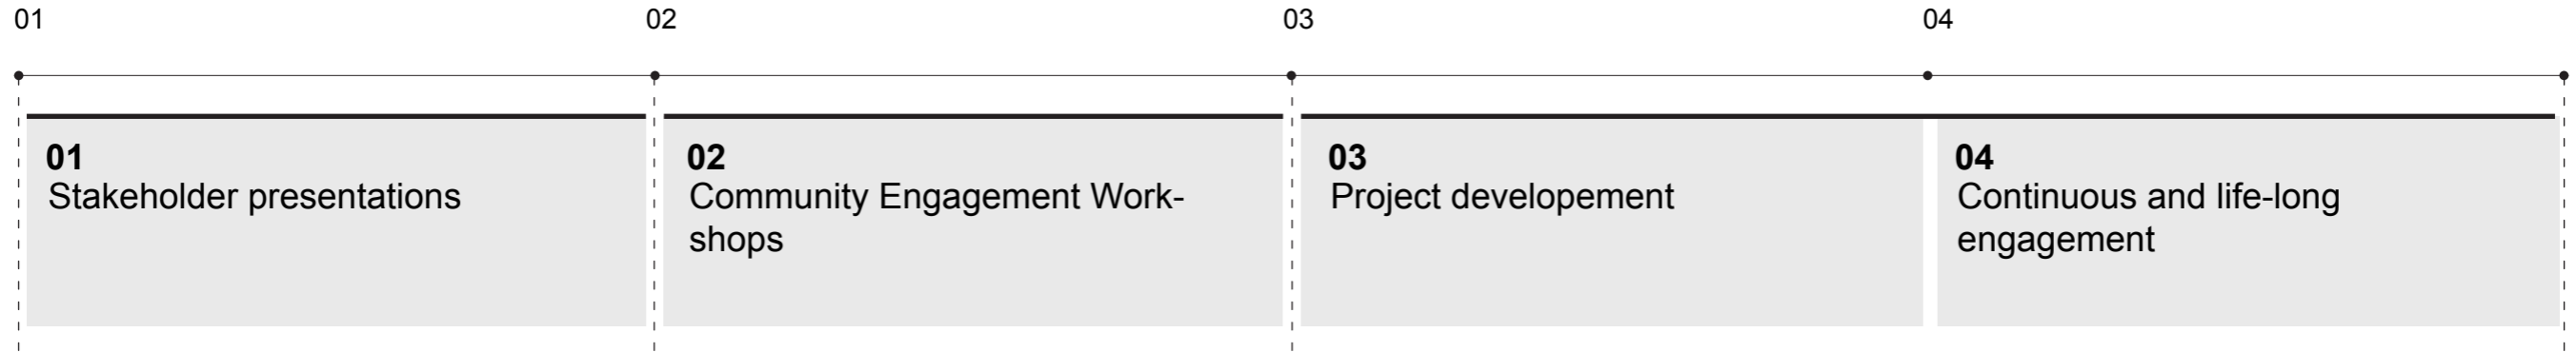 01 02 03 04
01
Stakeholder presentations
02
Community Engagement Work-
shops
03
Project developement
04
Continuous and life-long
engagement